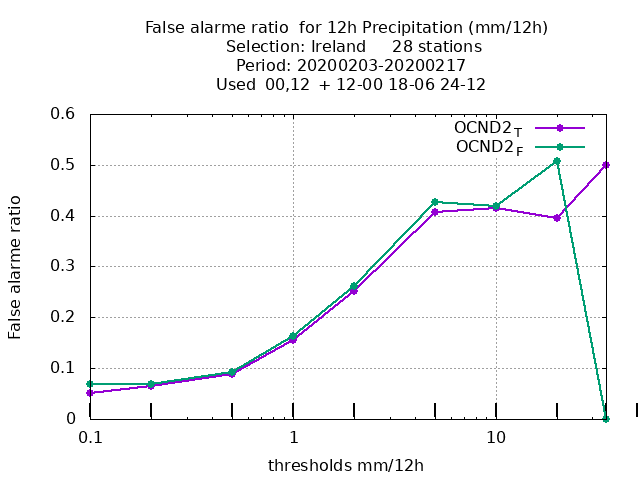 False alarme ratio  for 12h Precipitation (mm/12h)
Selection: Ireland     28 stations
Period: 20200203-20200217
Used  00,12  + 12-00 18-06 24-12
0.6
OCND2T
OCND2F
0.5
0.4
0.3
0.2
0.1
0
False alarme ratio
0.1 1 10
thresholds mm/12h